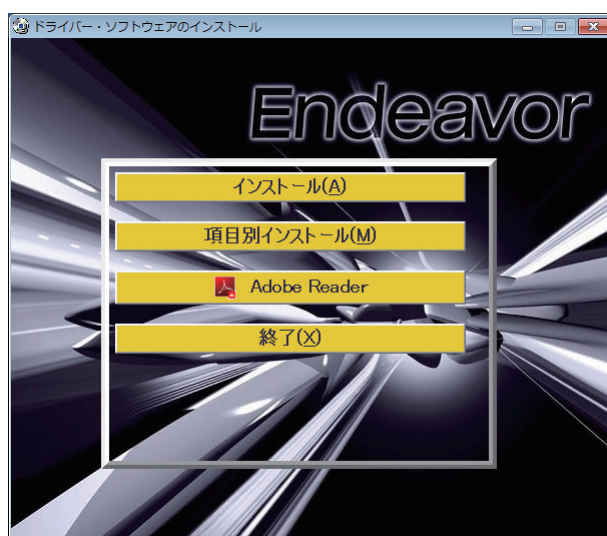 ドライバー・ソフトウェアのインストール
Endeavor
インストール(A)
項目別インストール(M)
Adobe Reader
終了(X)